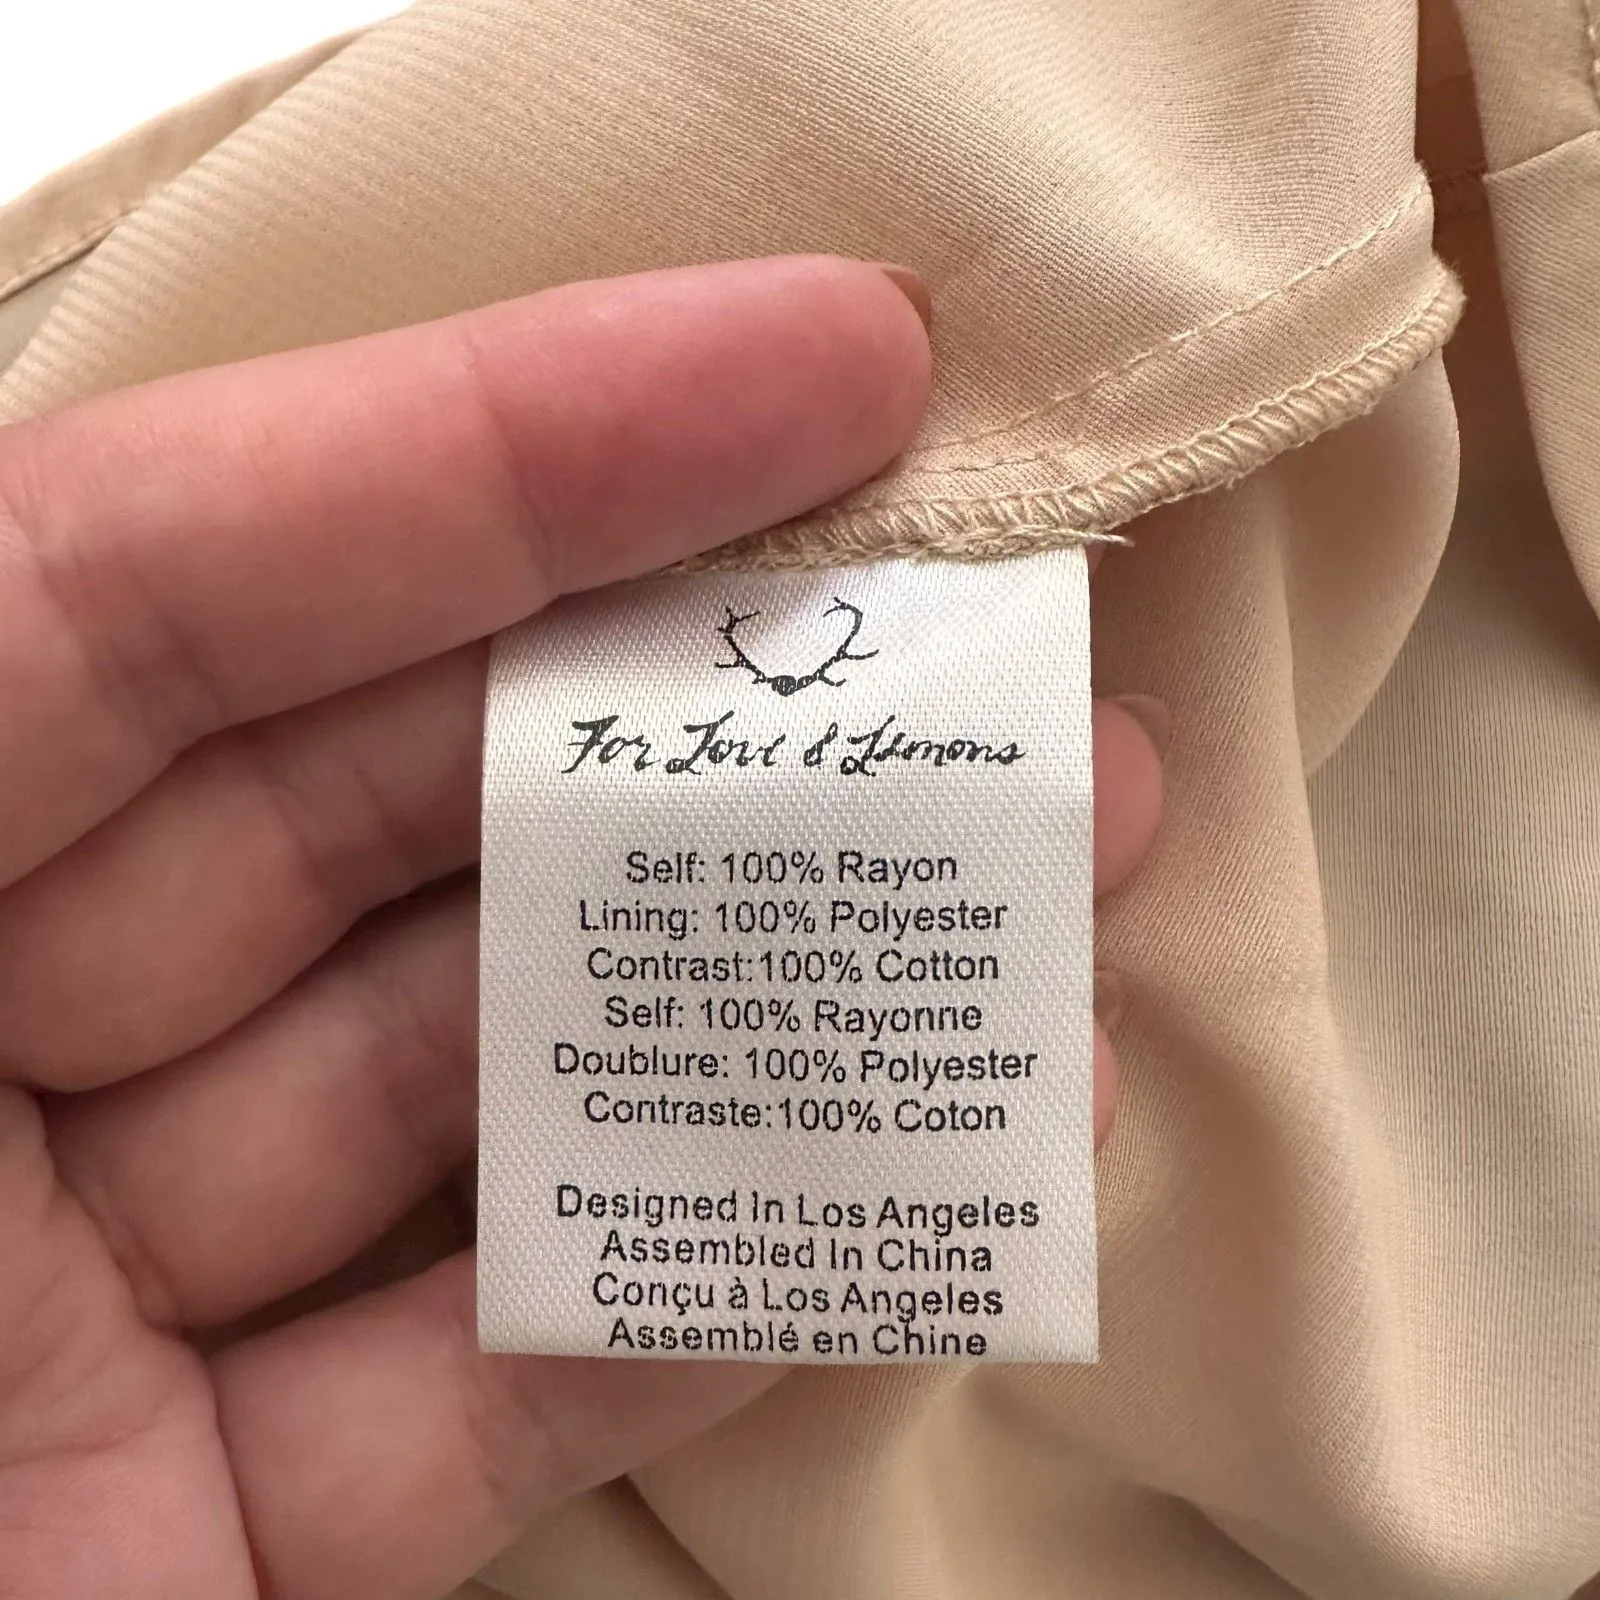 For Love & Lemons
Self: 100% Rayon
Lining: 100% Polyester
Contrast:100% Cotton
Self: 100% Rayonne
Doublure: 100% Polyester
Contraste:100% Coton
Designed In Los Angeles
Assembled In China
Conçu à Los Angeles
Assemblé en Chine